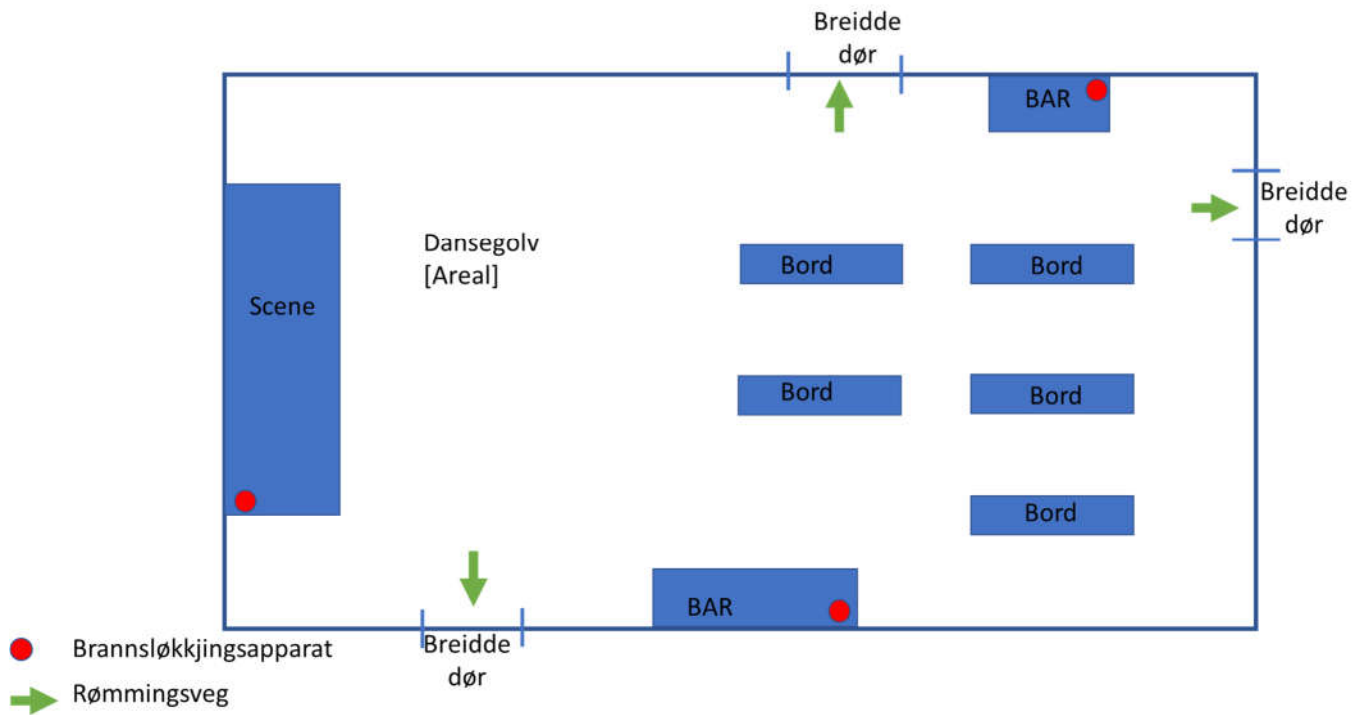 Breidde
dør
BAR
Breidde
dør
Dansegolv
[Areal]
Bord
Bord
Scene
Bord
Bord
Bord
BAR
Breidde
dør
Brannsløkkjingsapparat
Rømmingsveg